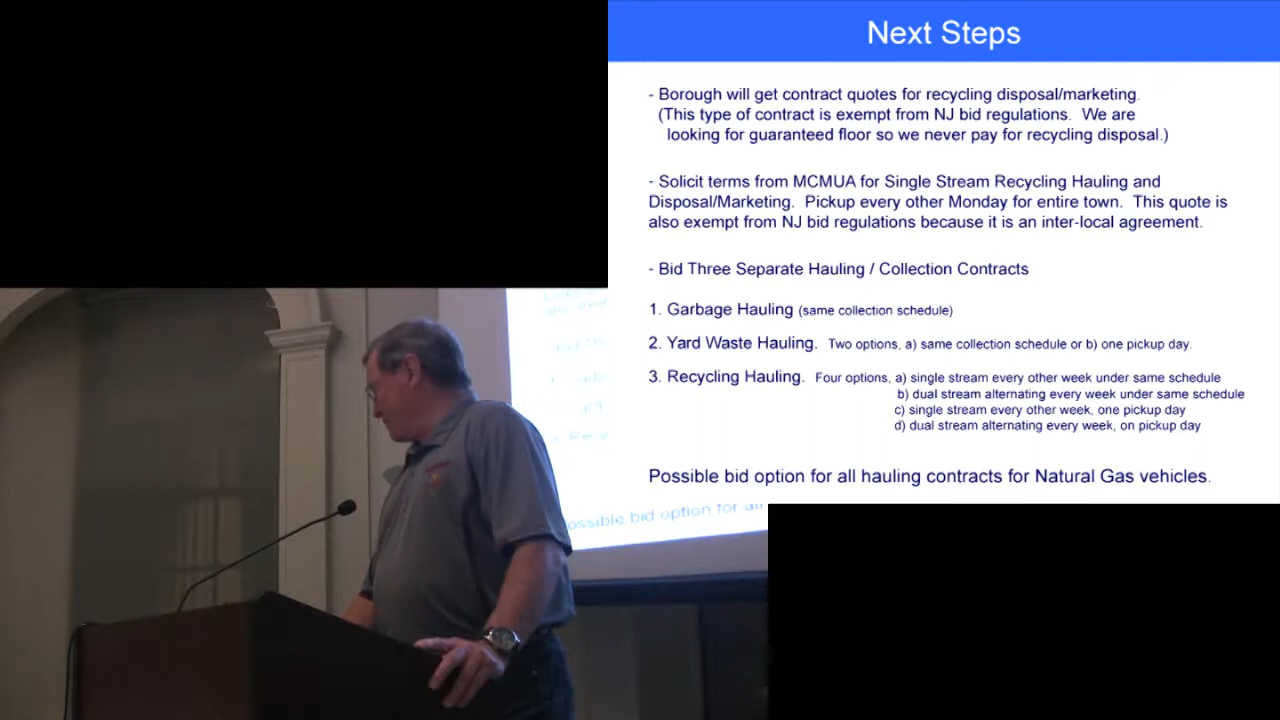 Next Steps
- Borough will get contract quotes for recycling disposal/marketing.
(This type of contract is exempt from NJ bid regulations. We are
looking for guaranteed floor so we never pay for recycling disposal.)
- Solicit terms from MCMUA for Single Stream Recycling Hauling and
Disposal/Marketing. Pickup every other Monday for entire town. This quote is
also exempt from NJ bid regulations because it is an inter-local agreement.
- Bid Three Separate Hauling / Collection Contracts
1. Garbage Hauling (same collection schedule)
2. Yard Waste Hauling. Two options, a) same collection schedule or b) one pickup day.
3. Recycling Hauling. Four options, a) single stream every other week under same schedule
b) dual stream alternating every week under same schedule
c) single stream every other week, one pickup day
d) dual stream alternating every week, on pickup day
Possible bid option for all hauling contracts for Natural Gas vehicles.
ossible bid option for all